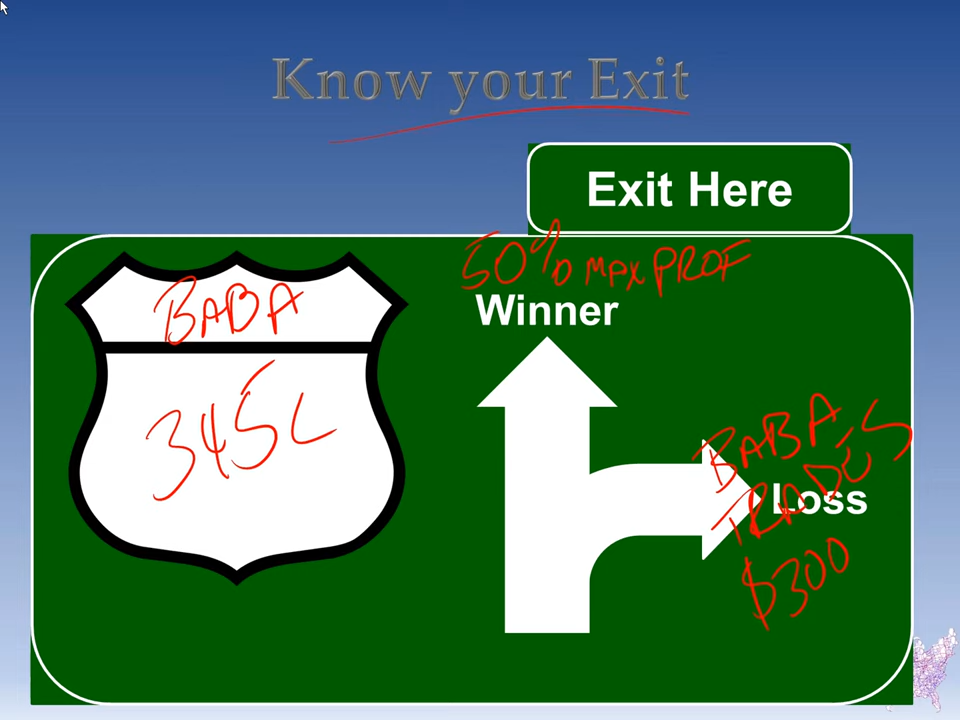 Know your Exit
Exit Here
50% MAX PROF
Winner
BABA
345C
BABA
TRADES
Loss
$300